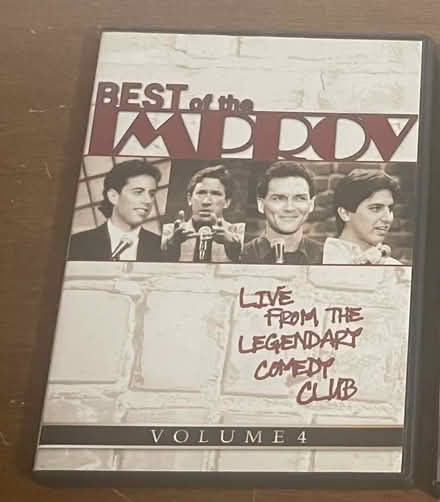 BEST of the
IMPROV
LIVE
FROM THE
LEGENDARY
COMEDY
CLUB
VOLUME 4